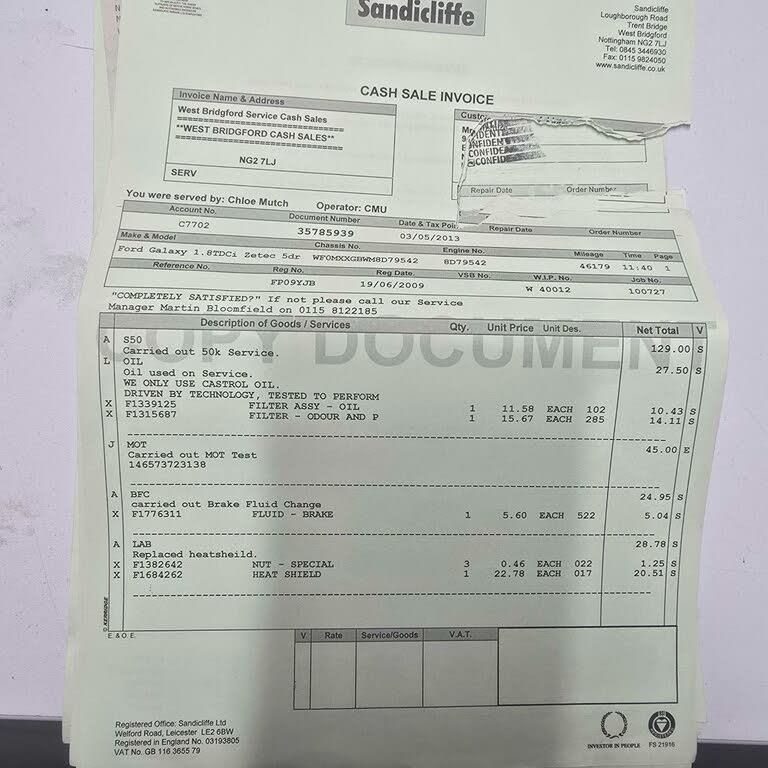 Sandicliffe
Sandicliffe
Loughborough Road
Trent Bridge
West Bridgford
Nottingham NG2 7LJ
Tel: 0845 3446930
Fax: 0115 9824050
www.sandicliffe.co.uk
CASH SALE INVOICE
Invoice Name & Address
West Bridgford Service Cash Sales
================================
**WEST BRIDGFORD CASH SALES**
================================
NG2 7LJ
SERV
Repair Date Order Number
You were served by: Chloe Mutch Operator: CMU
Account No. Document Number Date & Tax Point Repair Date Order Number
C7702 35785939 03/05/2013
Make & Model Chassis No. Engine No. Mileage Time Page
Ford Galaxy 1.8TDCi Zetec 5dr WF0MXXGBWM8D79542 8D79542 46179 11:40 1
Reference No. Reg No. Reg Date. VSB No. W.I.P. No. Job No.
FP09YJB 19/06/2009 W 40012 100727
"COMPLETELY SATISFIED?" If not please call our Service
Manager Martin Bloomfield on 0115 8122185
Description of Goods / Services Qty. Unit Price Unit Des. Net Total V
COPY DOCUMENT
A S50 129.00 S
Carried out 50k Service.
L OIL 27.50 S
Oil used on Service.
WE ONLY USE CASTROL OIL.
DRIVEN BY TECHNOLOGY, TESTED TO PERFORM
X F1339125 FILTER ASSY - OIL 1 11.58 EACH 102 10.43 S
X F1315687 FILTER - ODOUR AND P 1 15.67 EACH 285 14.11 S
J MOT 45.00 E
Carried out MOT Test
146573723138
A BFC 24.95 S
carried out Brake Fluid Change
X F1776311 FLUID - BRAKE 1 5.60 EACH 522 5.04 S
A LAB 28.78 S
Replaced heatsheild.
X F1382642 NUT - SPECIAL 3 0.46 EACH 022 1.25 S
X F1684262 HEAT SHIELD 1 22.78 EACH 017 20.51 S
KERRIDGE
E. & O.E.
V Rate Service/Goods V.A.T.
Registered Office: Sandicliffe Ltd
Welford Road, Leicester LE2 6BW
Registered in England No. 03193805
VAT No. GB 116 3655 79
INVESTOR IN PEOPLE FS 21916